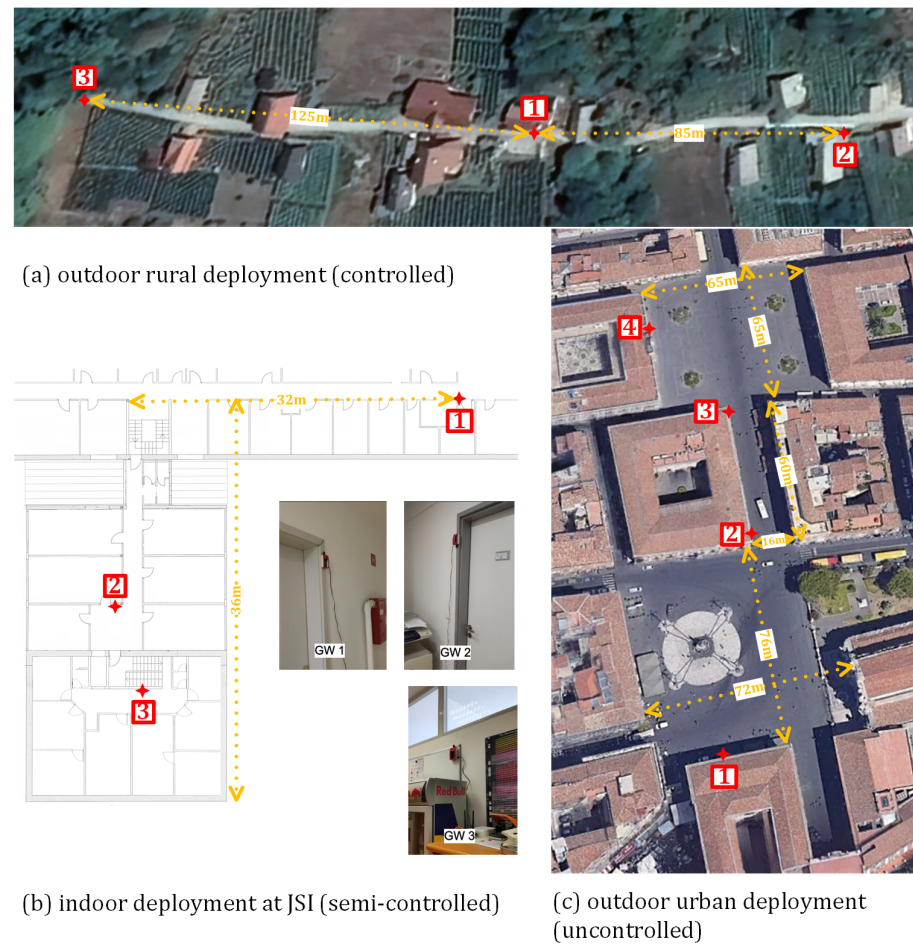 3
125m
1
85m
2
(a) outdoor rural deployment (controlled)
65m
65m
4
3
60m
2
16m
76m
72m
1
32m
1
36m
2
3
GW 1
GW 2
Red Bull
GW 3
(b) indoor deployment at JSI (semi-controlled)
(c) outdoor urban deployment
(uncontrolled)